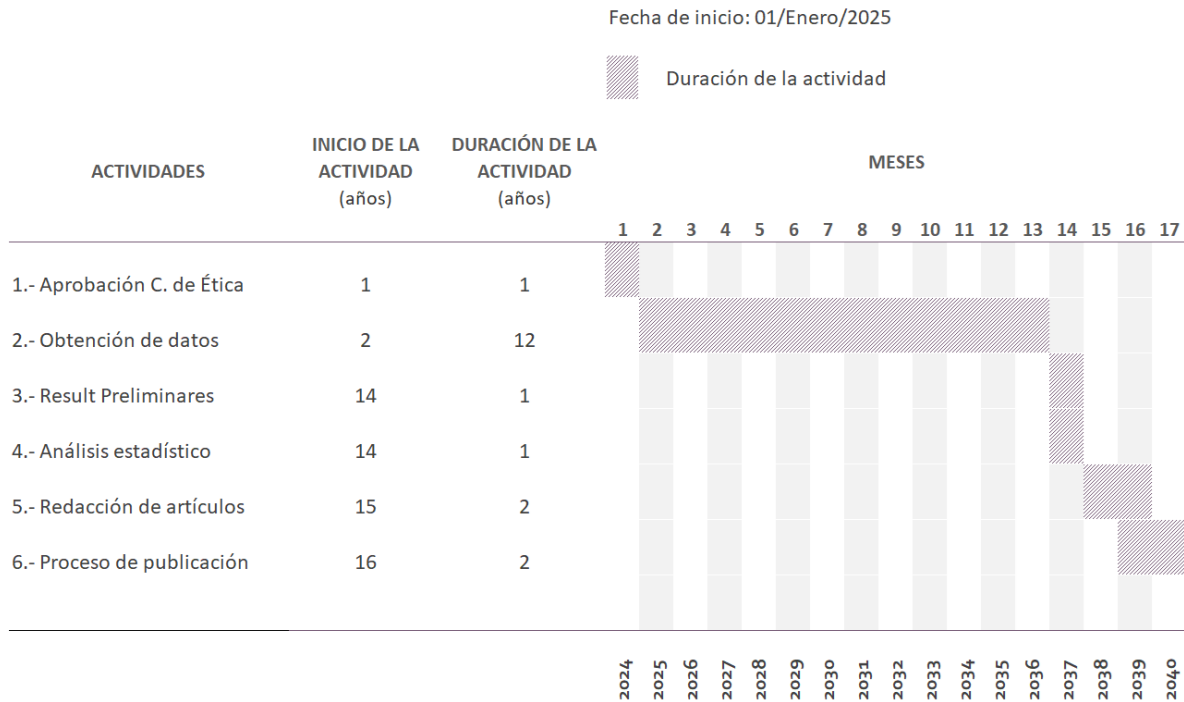 Fecha de inicio: 01/Enero/2025
Duración de la actividad
ACTIVIDADES
INICIO DE LA ACTIVIDAD (años)
DURACIÓN DE LA ACTIVIDAD (años)
MESES
1 2 3 4 5 6 7 8 9 10 11 12 13 14 15 16 17
1.- Aprobación C. de Ética 1 1
2.- Obtención de datos 2 12
3.- Result Preliminares 14 1
4.- Análisis estadístico 14 1
5.- Redacción de artículos 15 2
6.- Proceso de publicación 16 2
2024 2025 2026 2027 2028 2029 2030 2031 2032 2033 2034 2035 2036 2037 2038 2039 2040